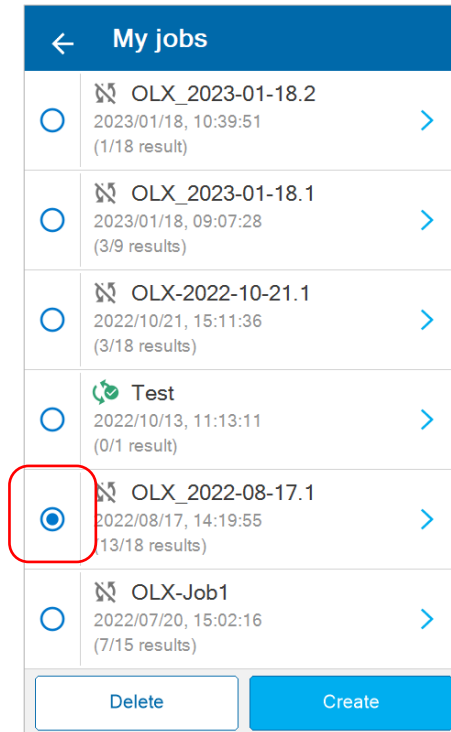 My jobs
OLX_2023-01-18.2
2023/01/18, 10:39:51
(1/18 result)
OLX_2023-01-18.1
2023/01/18, 09:07:28
(3/9 results)
OLX-2022-10-21.1
2022/10/21, 15:11:36
(3/18 results)
Test
2022/10/13, 11:13:11
(0/1 result)
OLX_2022-08-17.1
2022/08/17, 14:19:55
(13/18 results)
OLX-Job1
2022/07/20, 15:02:16
(7/15 results)
Delete
Create